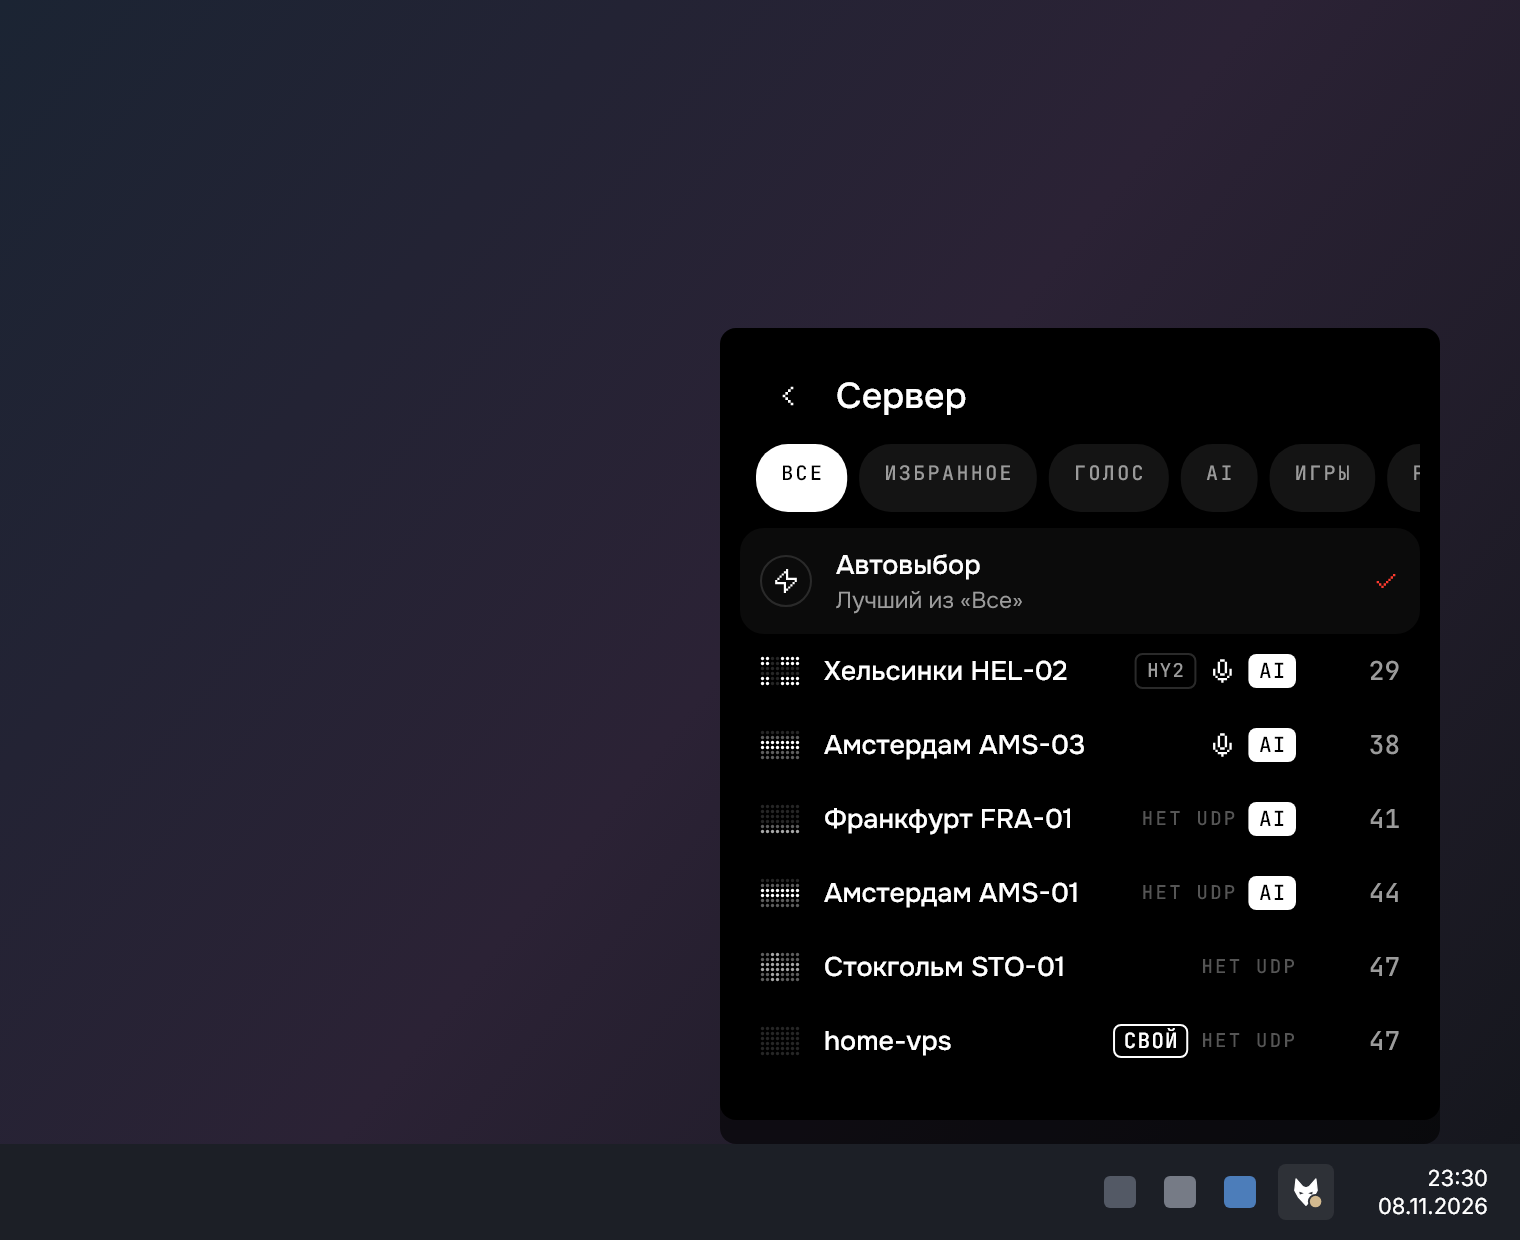 Сервер
ВСЕ ИЗБРАННОЕ ГОЛОС AI ИГРЫ
Автовыбор
Лучший из «Все»
Хельсинки HEL-02 HY2 AI 29
Амстердам AMS-03 AI 38
Франкфурт FRA-01 НЕТ UDP AI 41
Амстердам AMS-01 НЕТ UDP AI 44
Стокгольм STO-01 НЕТ UDP 47
home-vps СВОЙ НЕТ UDP 47
23:30
08.11.2026